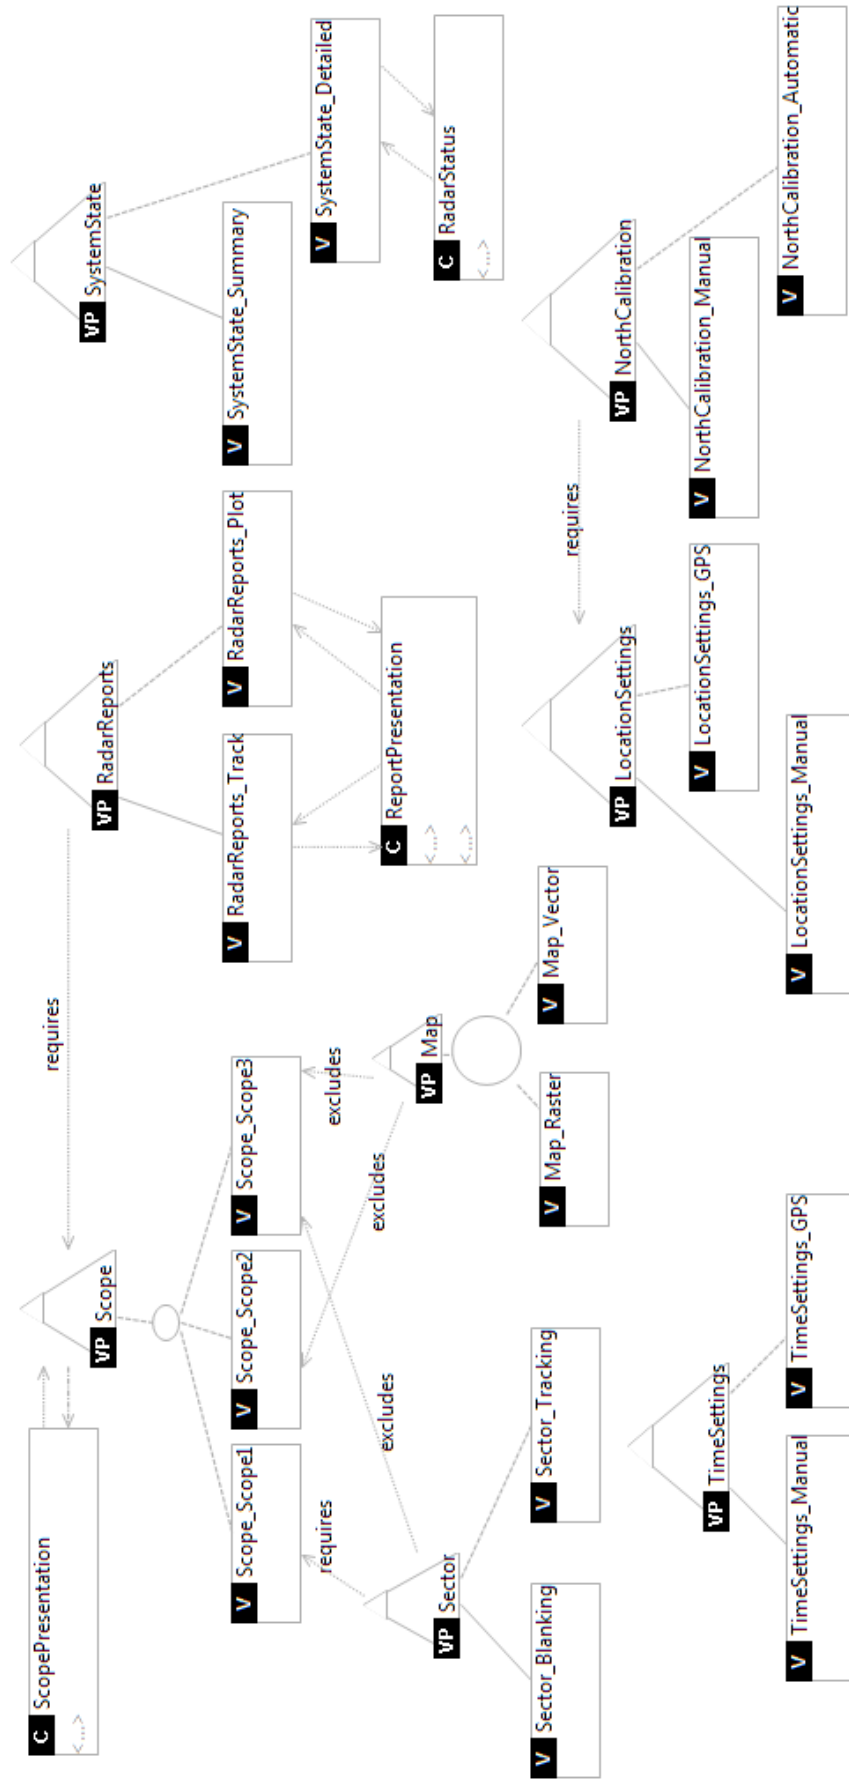 C ScopePresentation
<...>
VP Scope
requires
VP RadarReports
VP SystemState
V Scope_Scope1
V Scope_Scope2
V Scope_Scope3
V RadarReports_Track
V RadarReports_Plot
V SystemState_Summary
V SystemState_Detailed
requires
excludes
excludes
excludes
C ReportPresentation
<...>
<...>
C RadarStatus
<...>
VP Sector
VP Map
V Sector_Blanking
V Sector_Tracking
V Map_Raster
V Map_Vector
requires
VP LocationSettings
VP NorthCalibration
VP TimeSettings
V LocationSettings_GPS
V NorthCalibration_Manual
V TimeSettings_Manual
V TimeSettings_GPS
V LocationSettings_Manual
V NorthCalibration_Automatic